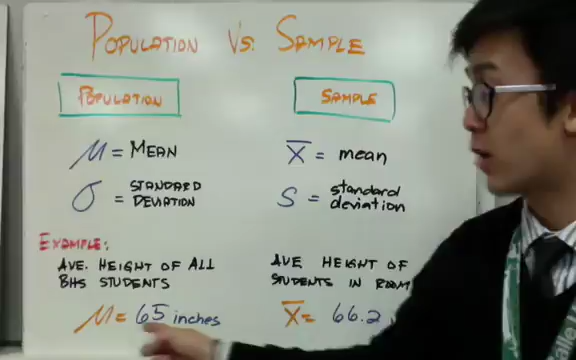 POPULATION VS. SAMPLE
POPULATION
μ = MEAN
σ = STANDARD DEVIATION
SAMPLE
x̄ = mean
S = standard deviation
EXAMPLE:
AVE. HEIGHT OF ALL
BHS STUDENTS
μ = 65 inches
AVE HEIGHT OF
STUDENTS IN ROOM
x̄ = 66.2